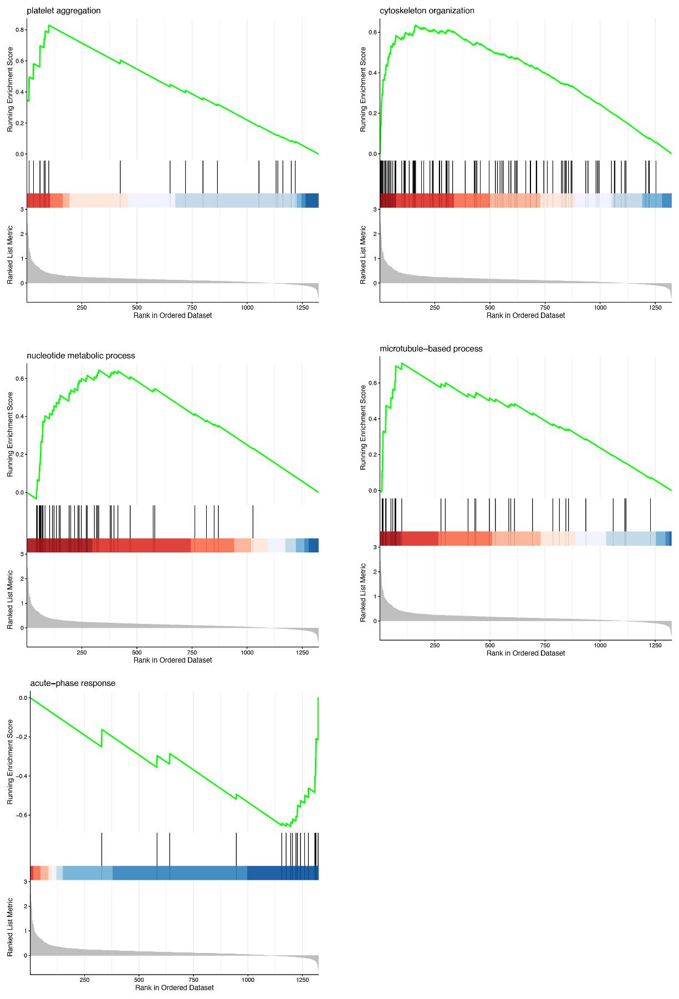 platelet aggregation
Running Enrichment Score
0.8
0.6
0.4
0.2
0.0
Ranked List Metric
3
2
1
0
250 500 750 1000 1250
Rank in Ordered Dataset
cytoskeleton organization
Running Enrichment Score
0.6
0.4
0.2
0.0
Ranked List Metric
3
2
1
0
250 500 750 1000 1250
Rank in Ordered Dataset
nucleotide metabolic process
Running Enrichment Score
0.6
0.4
0.2
0.0
Ranked List Metric
3
2
1
0
250 500 750 1000 1250
Rank in Ordered Dataset
microtubule−based process
Running Enrichment Score
0.6
0.4
0.2
0.0
Ranked List Metric
3
2
1
0
250 500 750 1000 1250
Rank in Ordered Dataset
acute−phase response
Running Enrichment Score
0.0
−0.2
−0.4
−0.6
Ranked List Metric
3
2
1
0
250 500 750 1000 1250
Rank in Ordered Dataset